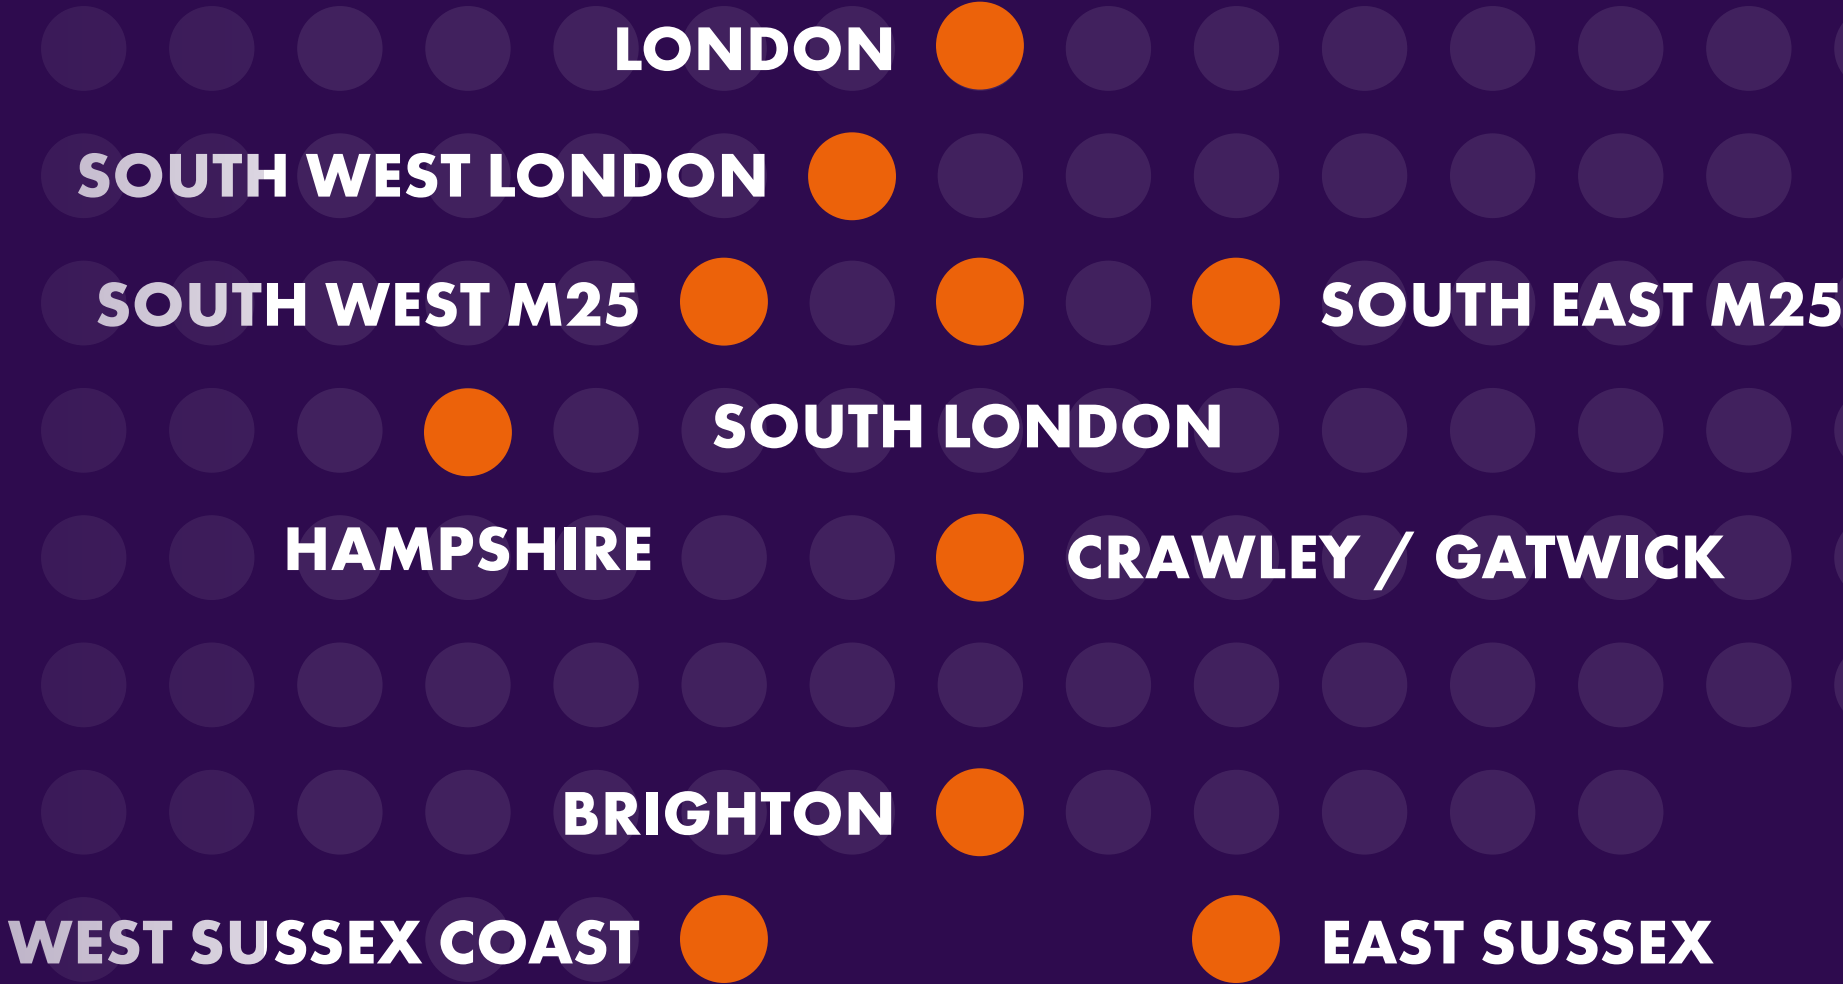 LONDON
SOUTH WEST LONDON
SOUTH WEST M25
SOUTH EAST M25
SOUTH LONDON
HAMPSHIRE
CRAWLEY / GATWICK
BRIGHTON
WEST SUSSEX COAST
EAST SUSSEX